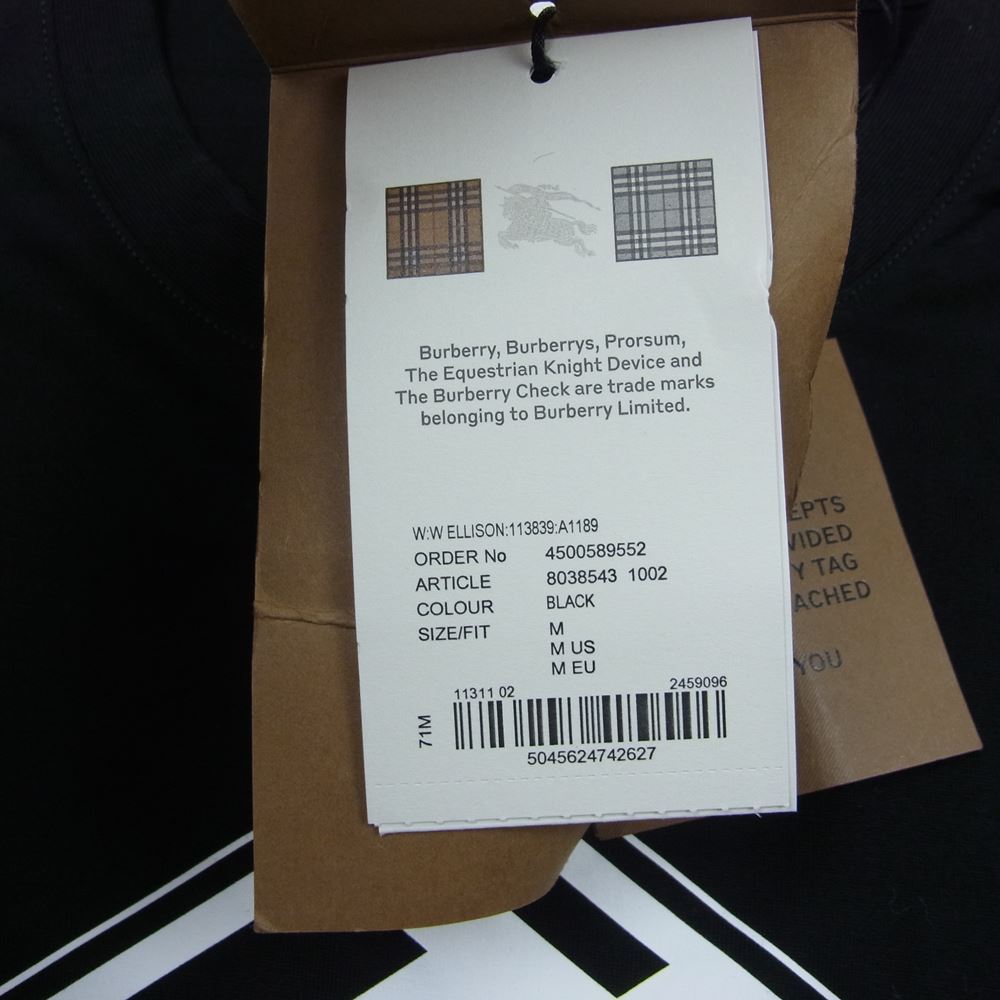 Burberry, Burberrys, Prorsum,
The Equestrian Knight Device and
The Burberry Check are trade marks
belonging to Burberry Limited.
W:W ELLISON:113839:A1189
ORDER No 4500589552
ARTICLE 8038543 1002
COLOUR BLACK
SIZE/FIT M
M US
M EU
11311 02 2459096
71M
5045624742627
EPTS
VIDED
Y TAG
ACHED
YOU